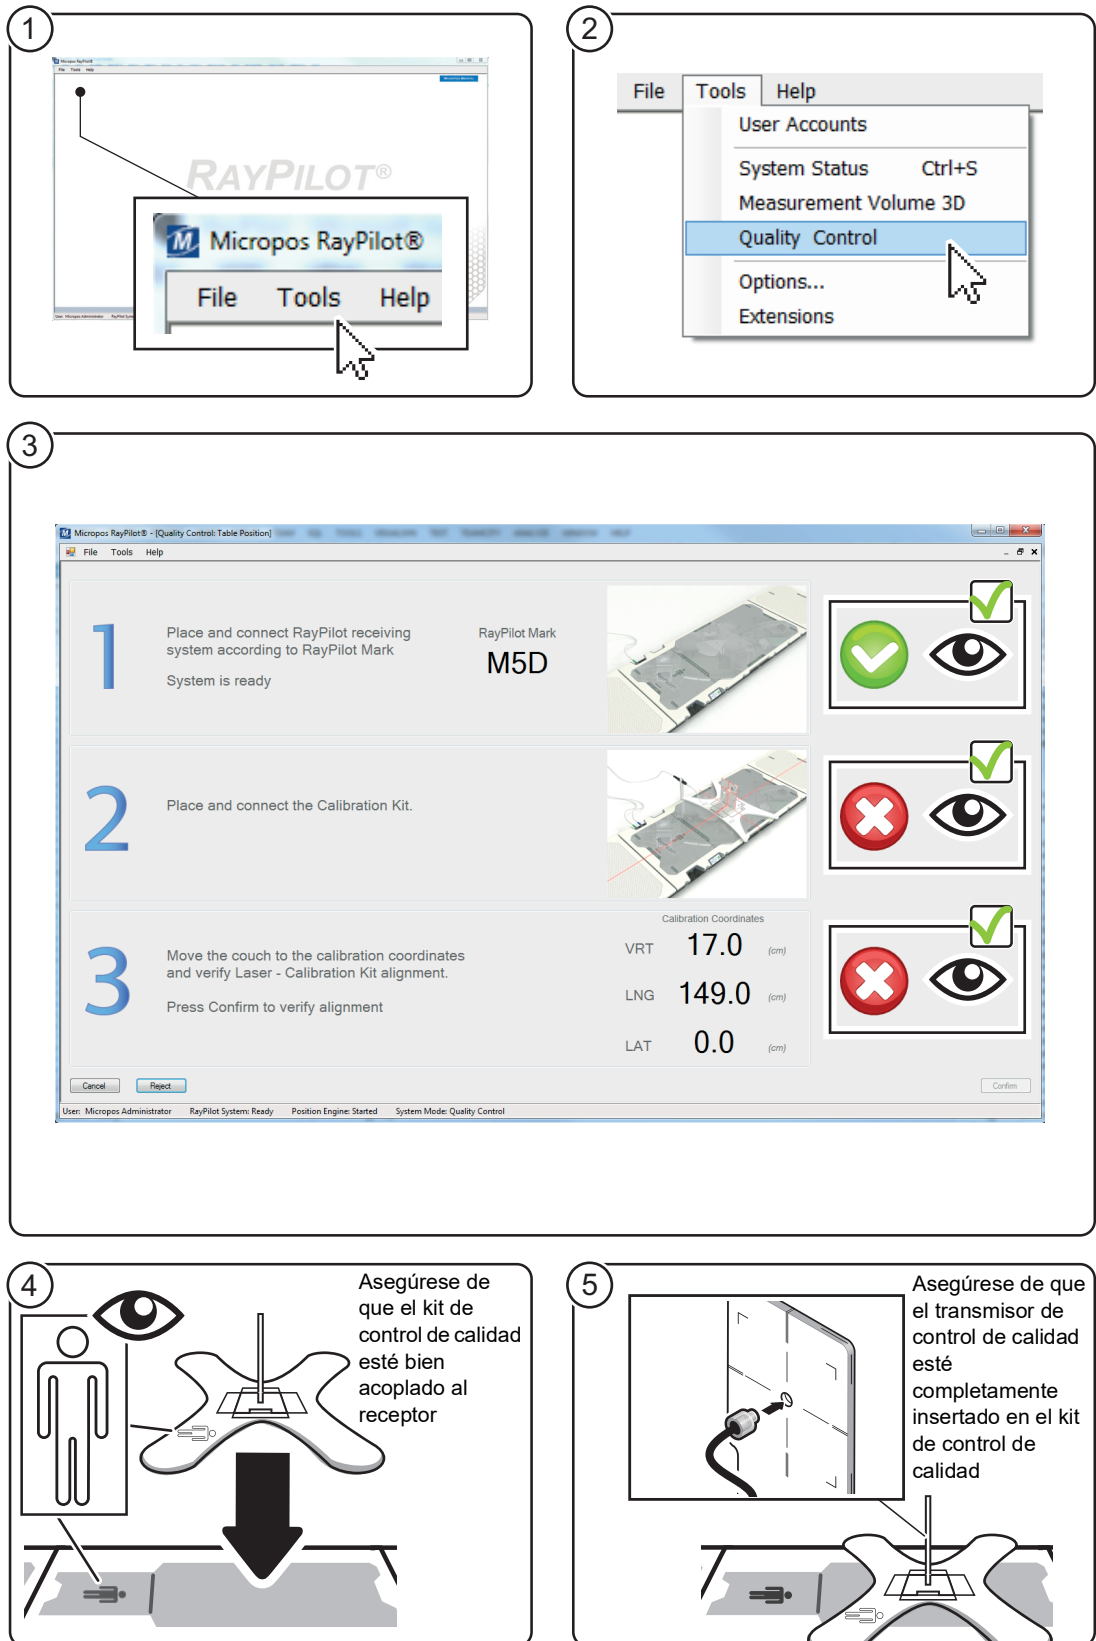 1
Micropos RayPilot®
File Tools Help
RAYPILOT®
Micropos RayPilot®
File Tools Help
2
File Tools Help
User Accounts
System Status Ctrl+S
Measurement Volume 3D
Quality Control
Options...
Extensions
3
Micropos RayPilot® - [Quality Control: Table Position]
File Tools Help
1
Place and connect RayPilot receiving
system according to RayPilot Mark
System is ready
RayPilot Mark
M5D
2
Place and connect the Calibration Kit.
3
Move the couch to the calibration coordinates
and verify Laser - Calibration Kit alignment.
Press Confirm to verify alignment
Calibration Coordinates
VRT 17.0 (cm)
LNG 149.0 (cm)
LAT 0.0 (cm)
Cancel Reject Confirm
User: Micropos Administrator RayPilot System: Ready Position Engine: Started System Mode: Quality Control
4
Asegúrese de
que el kit de
control de calidad
esté bien
acoplado al
receptor
5
Asegúrese de que
el transmisor de
control de calidad
esté
completamente
insertado en el kit
de control de
calidad